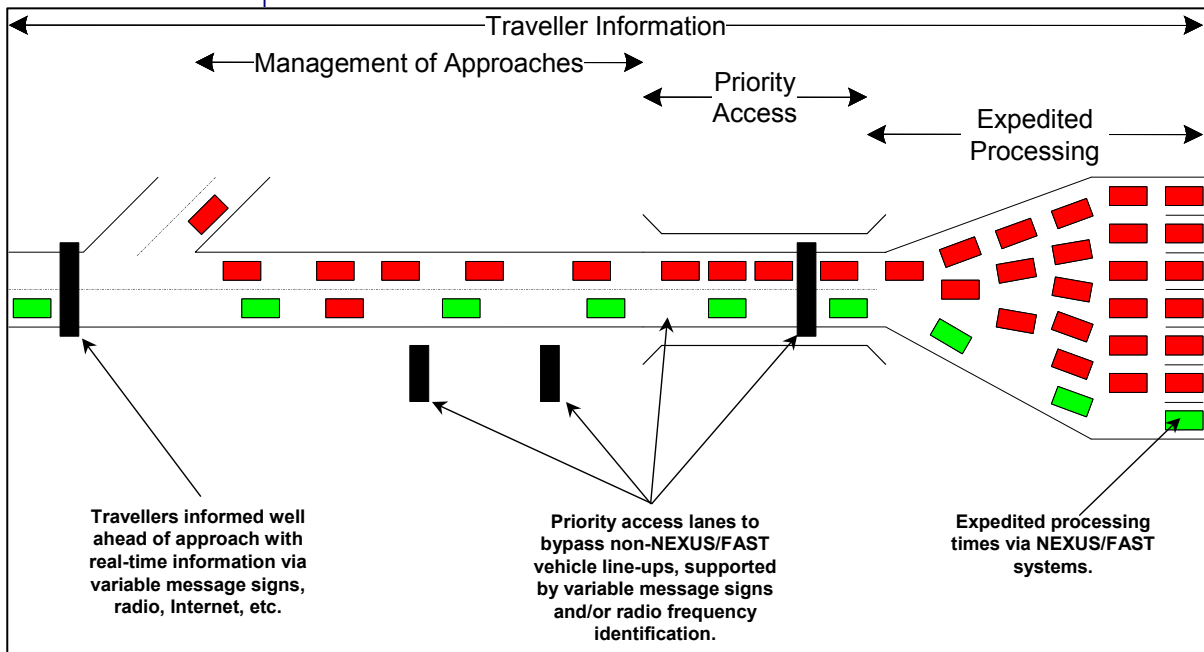 Traveller Information
Management of Approaches
Priority
Access
Expedited
Processing
Travellers informed well
ahead of approach with
real-time information via
variable message signs,
radio, Internet, etc.
Priority access lanes to
bypass non-NEXUS/FAST
vehicle line-ups, supported
by variable message signs
and/or radio frequency
identification.
Expedited processing
times via NEXUS/FAST
systems.